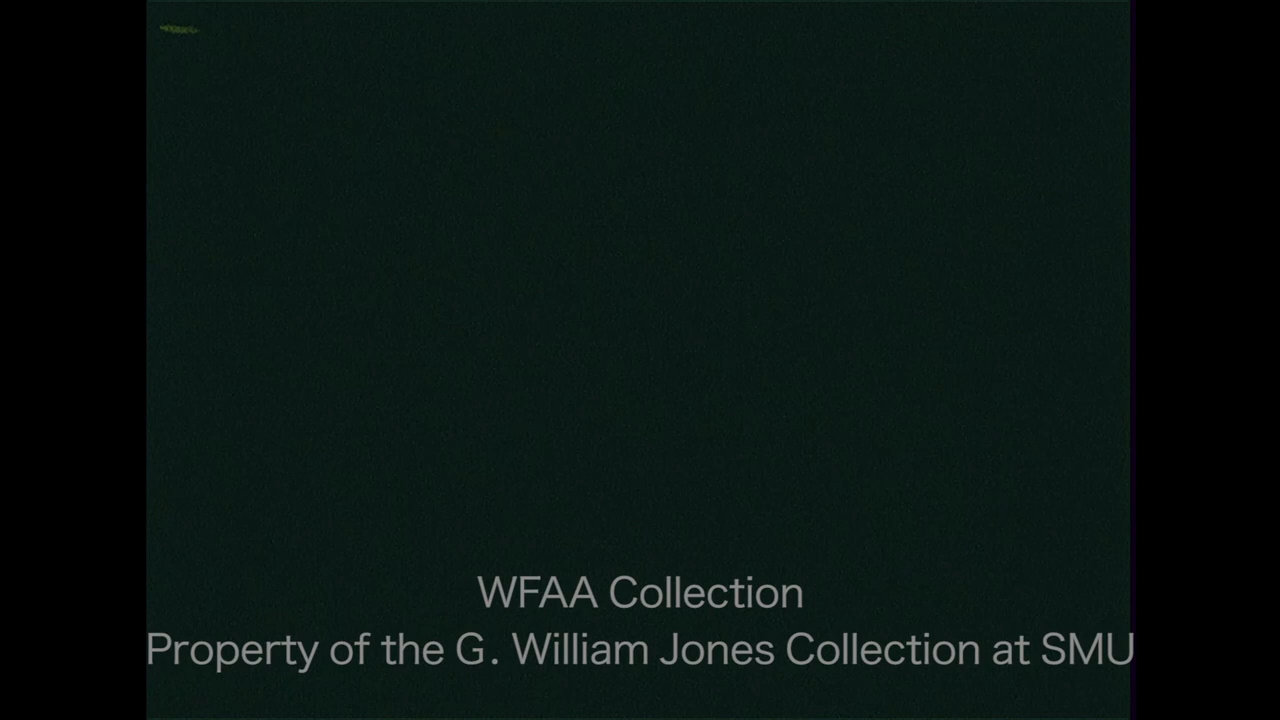 WFAA Collection
Property of the G. William Jones Collection at SMU